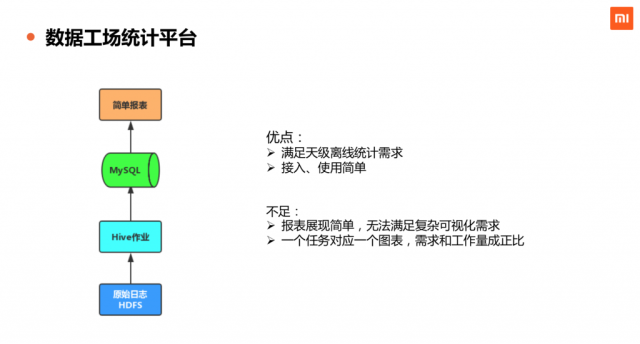 数据工场统计平台
mi
简单报表
MySQL
Hive作业
原始日志
HDFS
优点：
满足天级离线统计需求
接入、使用简单
不足：
报表展现简单，无法满足复杂可视化需求
一个任务对应一个图表，需求和工作量成正比